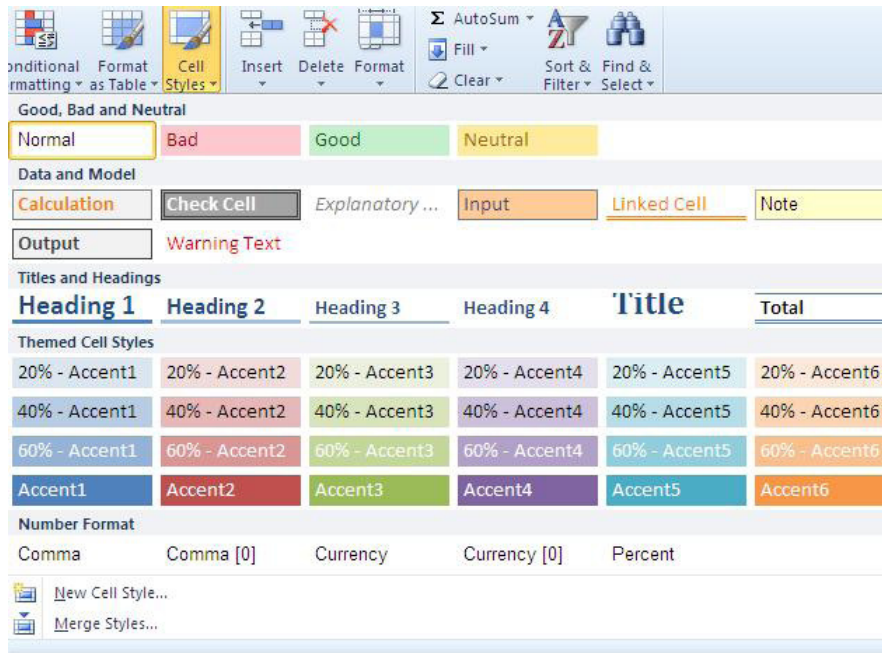 Σ AutoSum
Fill
Clear
onditional Format Cell Insert Delete Format Sort & Find &
rmatting as Table Styles Filter Select
Good, Bad and Neutral
Normal Bad Good Neutral
Data and Model
Calculation Check Cell Explanatory ... Input Linked Cell Note
Output Warning Text
Titles and Headings
Heading 1 Heading 2 Heading 3 Heading 4 Title Total
Themed Cell Styles
20% - Accent1 20% - Accent2 20% - Accent3 20% - Accent4 20% - Accent5 20% - Accent6
40% - Accent1 40% - Accent2 40% - Accent3 40% - Accent4 40% - Accent5 40% - Accent6
60% - Accent1 60% - Accent2 60% - Accent3 60% - Accent4 60% - Accent5 60% - Accent6
Accent1 Accent2 Accent3 Accent4 Accent5 Accent6
Number Format
Comma Comma [0] Currency Currency [0] Percent
New Cell Style...
Merge Styles...